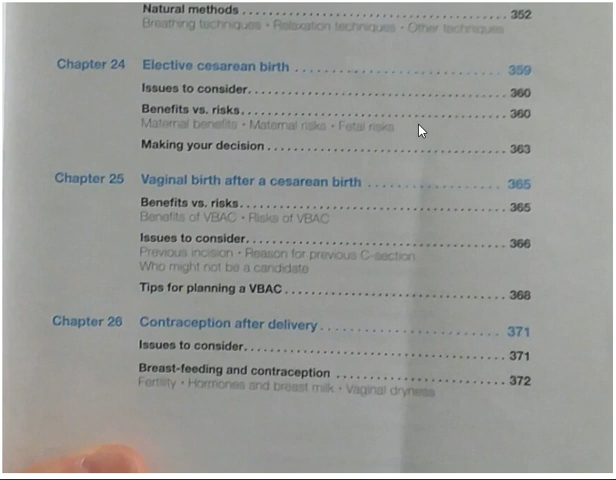 Natural methods ........................................ 352
Breathing techniques • Relaxation techniques • Other techniques
Chapter 24 Elective cesarean birth ........................... 359
Issues to consider........................................ 360
Benefits vs. risks........................................ 360
Maternal benefits • Maternal risks • Fetal risks
Making your decision .................................... 363
Chapter 25 Vaginal birth after a cesarean birth .................. 365
Benefits vs. risks........................................ 365
Benefits of VBAC • Risks of VBAC
Issues to consider........................................ 366
Previous incision • Reason for previous C-section
Who might not be a candidate
Tips for planning a VBAC................................. 368
Chapter 26 Contraception after delivery....................... 371
Issues to consider........................................ 371
Breast-feeding and contraception ......................... 372
Fertility • Hormones and breast milk • Vaginal dryness